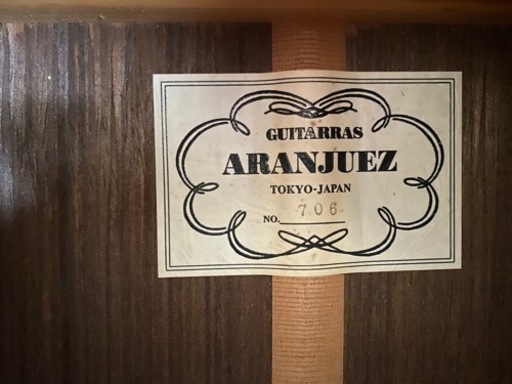 GUITARRAS
ARANJUEZ
TOKYO-JAPAN
NO. 706